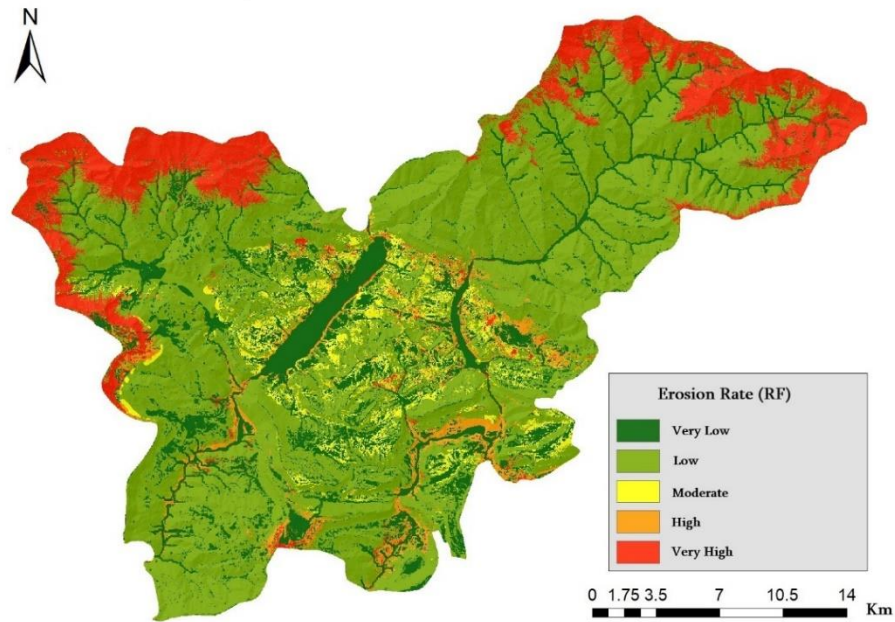 N
Erosion Rate (RF)
Very Low
Low
Moderate
High
Very High
0 1.75 3.5 7 10.5 14
Km